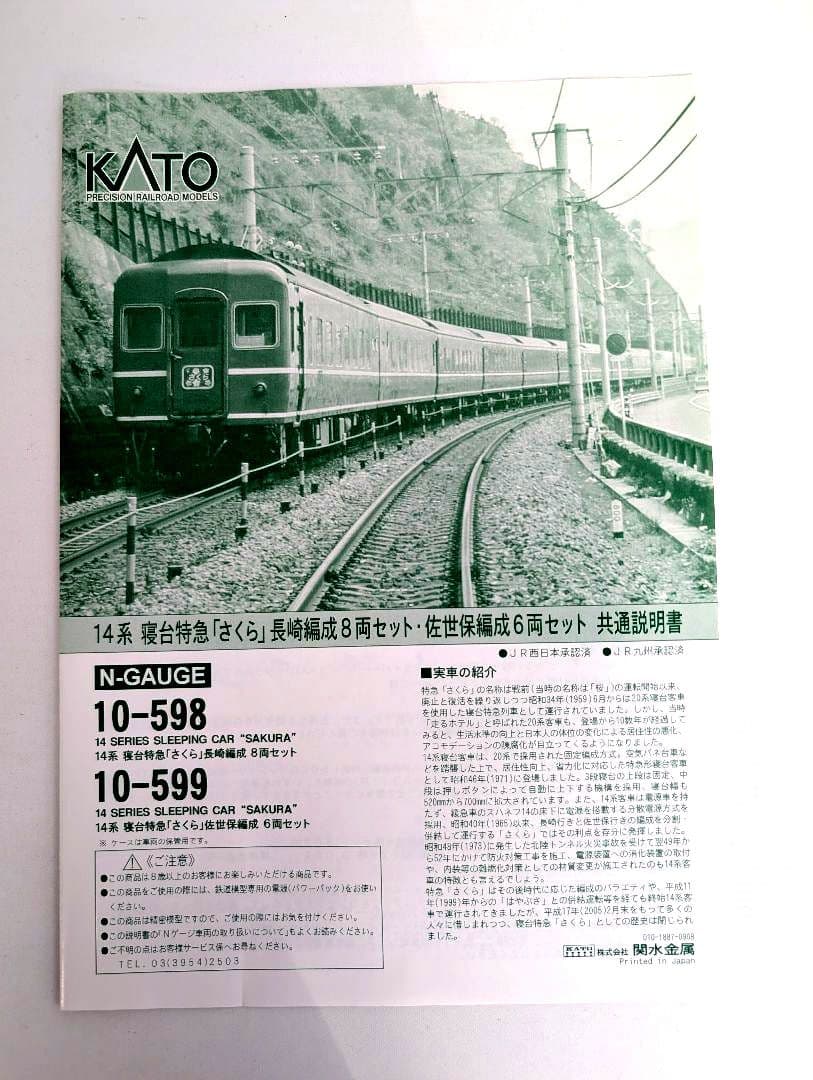 KATO
PRECISION RAILROAD MODELS
さくら
14系 寝台特急「さくら」長崎編成8両セット・佐世保編成6両セット 共通説明書
●JR西日本承認済 ●JR九州承認済
N-GAUGE
10-598
14 SERIES SLEEPING CAR "SAKURA"
14系 寝台特急「さくら」長崎編成 8両セット
10-599
14 SERIES SLEEPING CAR "SAKURA"
14系 寝台特急「さくら」佐世保編成 6両セット
※ ケースは車両の保管用です。
⚠《ご注意》
●この商品は8歳以上のお客様にお楽しみいただける商品です。
●この商品をご使用の際には、鉄道模型専用の電源(パワーパック)をお使い
ください。
●この商品は精密模型ですので、ご使用の際にはお気を付けください。
●この説明書の「Nゲージ車両の取り扱いについて」もよくお読みください。
●ご不明の点はお客様サービス係へお尋ねください。
TEL.03(3954)2503
■実車の紹介
特急「さくら」の名称は戦前(当時の名称は「桜」)の運転開始以来、
廃止と復活を繰り返しつつ昭和34年(1959)6月からは20系寝台客車
を使用した寝台特急列車として運行されていました。しかし、当時
「走るホテル」と呼ばれた20系客車も、登場から10数年が経過して
みると、生活水準の向上と日本人の体位の変化による居住性の悪化、
アコモデーションの陳腐化が目立ってくるようになりました。
14系寝台客車は、20系で採用された固定編成方式、空気バネ台車な
どを踏襲した上で、居住性向上、省力化に対応した特急形寝台客車
として昭和46年(1971)に登場しました。3段寝台の上段は固定、中
段は押しボタンによって自動に上下する機構を採用、寝台幅も
520mmから700mmに拡大されています。また、14系客車は電源車を持
たず、緩急車のスハネフ14の床下に電源を搭載する分散電源方式を
採用、昭和40年(1965)以来、長崎行きと佐世保行きの編成を分割・
併結して運行する「さくら」ではその利点を存分に発揮しました。
昭和48年(1973)に発生した北陸トンネル火災事故を受けて翌49年か
ら52年にかけて防火対策工事を施工、電源装置への消化装置の取付
や、内装等の難燃化対策としての材質変更が施工されたのも14系客
車の特徴とも言えるでしょう。
特急「さくら」はその後時代に応じた編成のバラエティや、平成11
年(1999)年からの「はやぶさ」との併結運転等を経ても終始14系客
車で運行されてきましたが、平成17年(2005)2月末をもって多くの
人々に惜しまれつつ、寝台特急「さくら」としての歴史は閉じられ
ました。
010-1887-0908
KATO 株式会社 関水金属
Printed in Japan